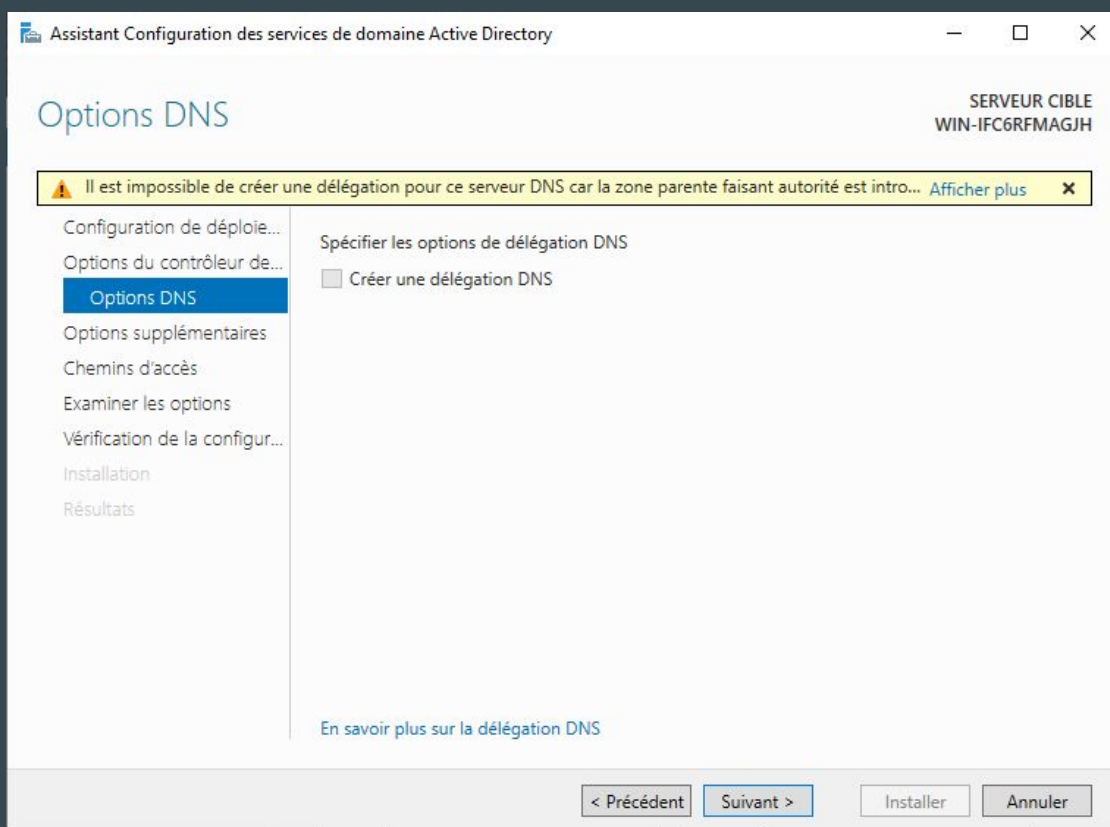 Assistant Configuration des services de domaine Active Directory
Options DNS
SERVEUR CIBLE
WIN-IFC6RFMAGJH
Il est impossible de créer une délégation pour ce serveur DNS car la zone parente faisant autorité est intro... Afficher plus
Configuration de déploie...
Options du contrôleur de...
Options DNS
Options supplémentaires
Chemins d'accès
Examiner les options
Vérification de la configur...
Installation
Résultats
Spécifier les options de délégation DNS
Créer une délégation DNS
En savoir plus sur la délégation DNS
< Précédent
Suivant >
Installer
Annuler